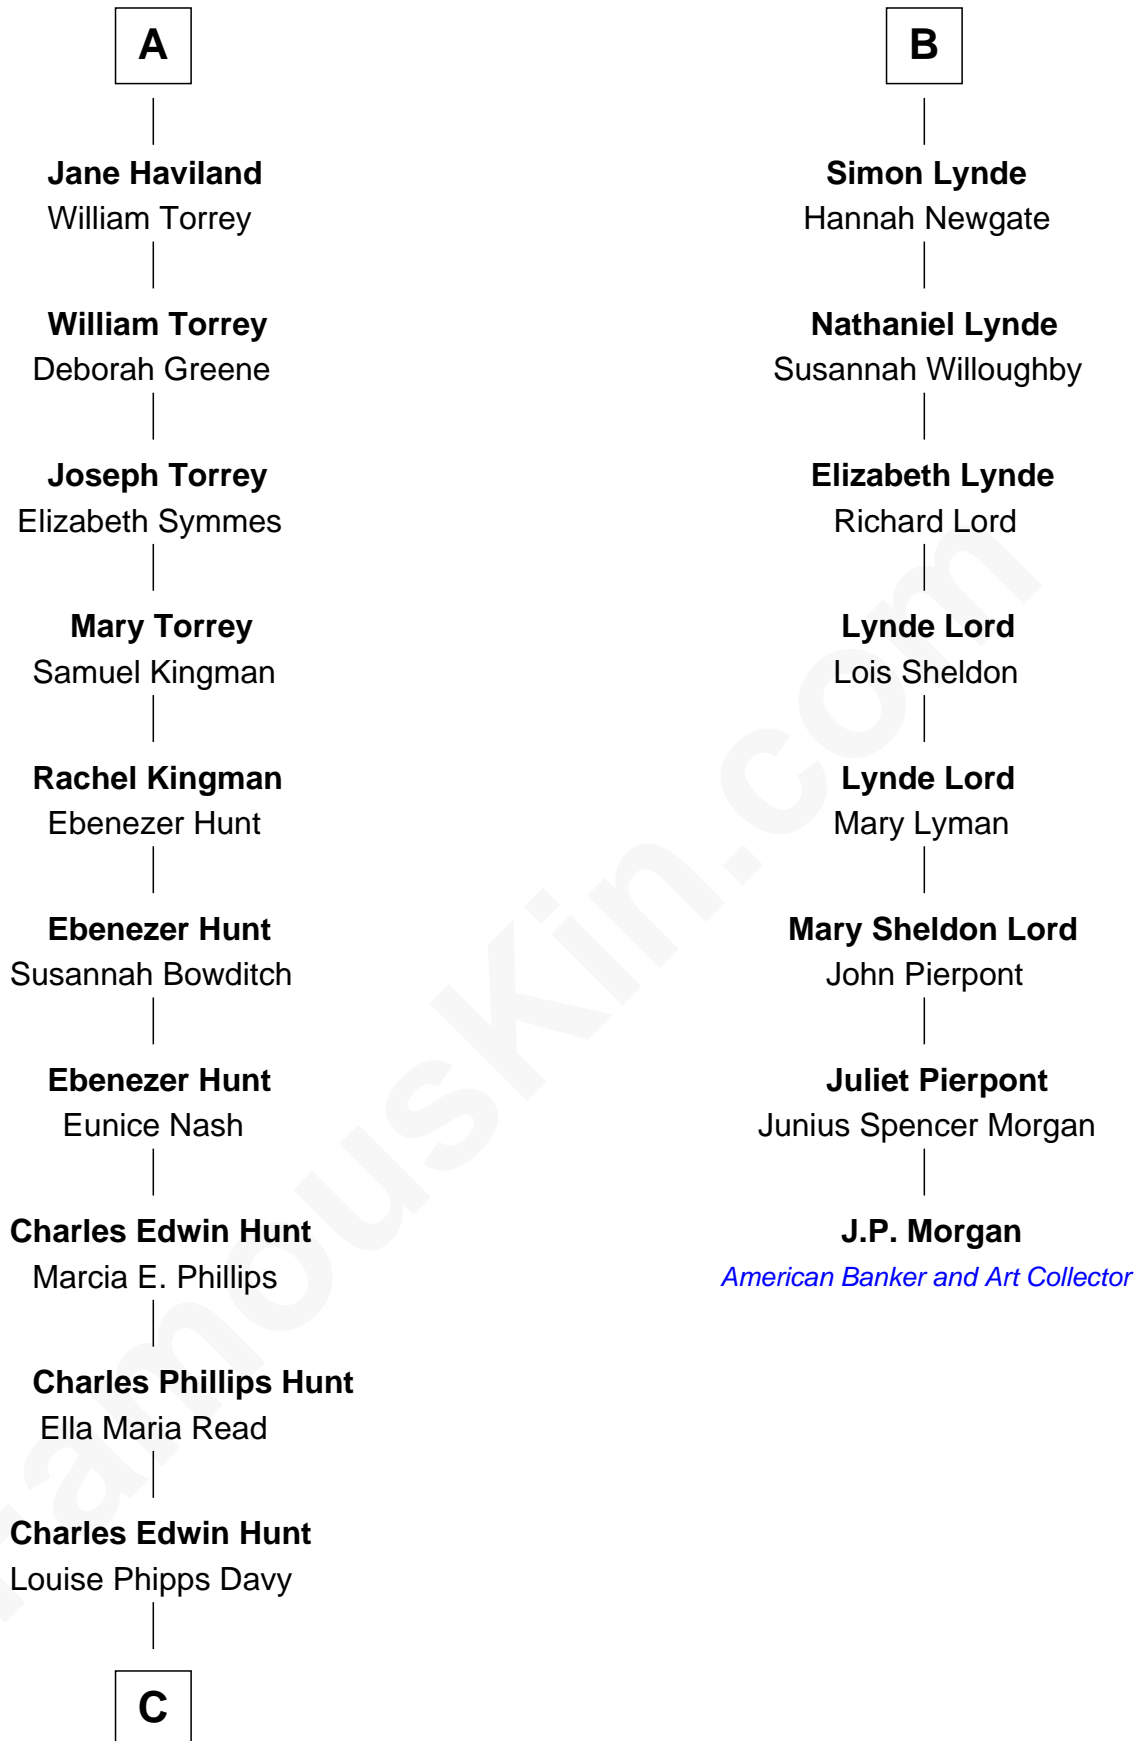 A
Jane Haviland
William Torrey
William Torrey
Deborah Greene
Joseph Torrey
Elizabeth Symmes
Mary Torrey
Samuel Kingman
Rachel Kingman
Ebenezer Hunt
Ebenezer Hunt
Susannah Bowditch
Ebenezer Hunt
Eunice Nash
Charles Edwin Hunt
Marcia E. Phillips
Charles Phillips Hunt
Ella Maria Read
Charles Edwin Hunt
Louise Phipps Davy
C
B
Simon Lynde
Hannah Newgate
Nathaniel Lynde
Susannah Willoughby
Elizabeth Lynde
Richard Lord
Lynde Lord
Lois Sheldon
Lynde Lord
Mary Lyman
Mary Sheldon Lord
John Pierpont
Juliet Pierpont
Junius Spencer Morgan
J.P. Morgan
American Banker and Art Collector
FamousKin.com